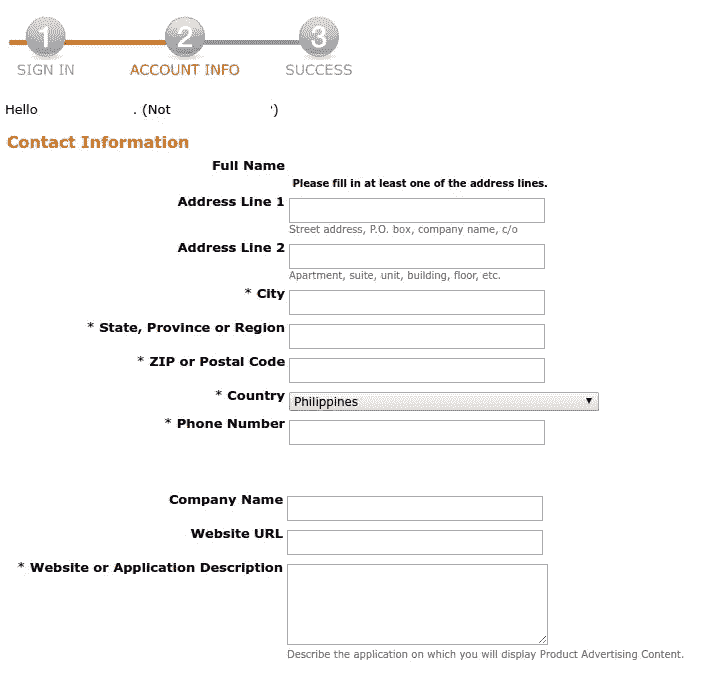 1 2 3
SIGN IN ACCOUNT INFO SUCCESS
Hello . (Not ?)
Contact Information
Full Name
Please fill in at least one of the address lines.
Address Line 1
Street address, P.O. box, company name, c/o
Address Line 2
Apartment, suite, unit, building, floor, etc.
* City
* State, Province or Region
* ZIP or Postal Code
* Country Philippines
* Phone Number
Company Name
Website URL
* Website or Application Description
Describe the application on which you will display Product Advertising Content.